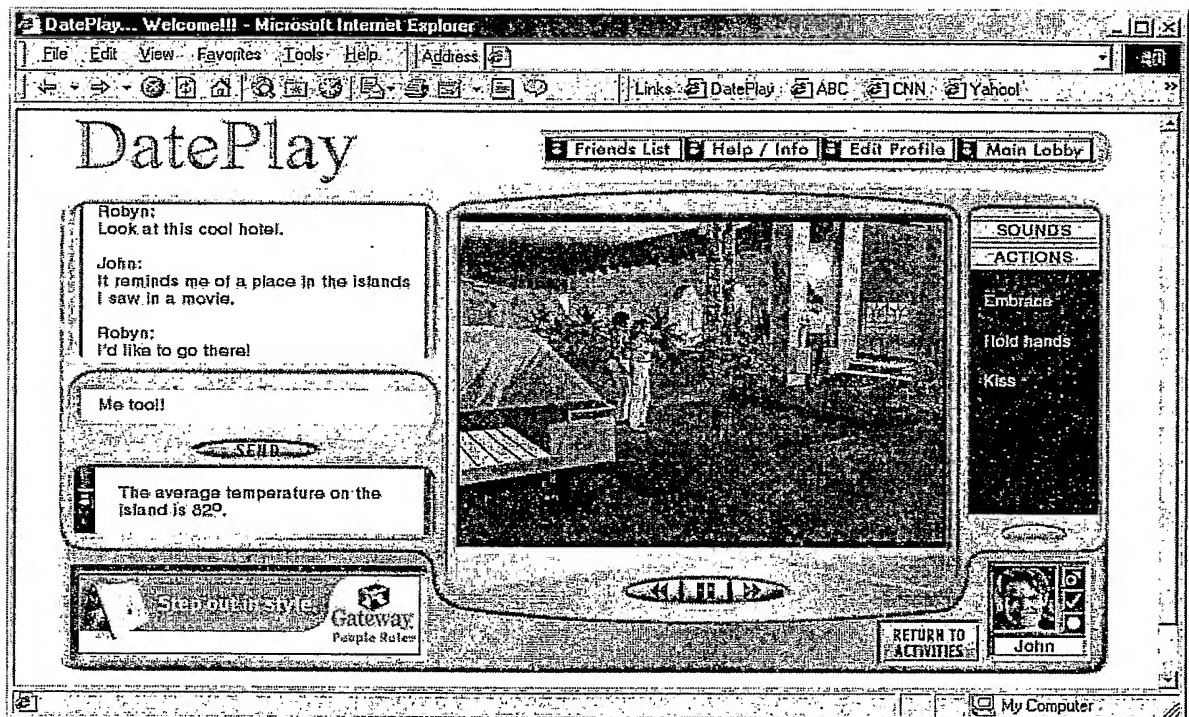 DatePlay... Welcome!!! - Microsoft Internet Explorer
File Edit View Favorites Tools Help Address
Links DatePlay ABC CNN Yahoo!
DatePlay
Friends List Help / Info Edit Profile Main Lobby
Robyn:
Look at this cool hotel.
John:
It reminds me of a place in the islands
I saw in a movie.
Robyn:
I'd like to go there!
Me too!!
SEND
The average temperature on the
island is 82º.
Step out in style.
Gateway
People Rule
SOUNDS
ACTIONS
Embrace
Hold hands
Kiss
RETURN TO
ACTIVITIES
John
My Computer